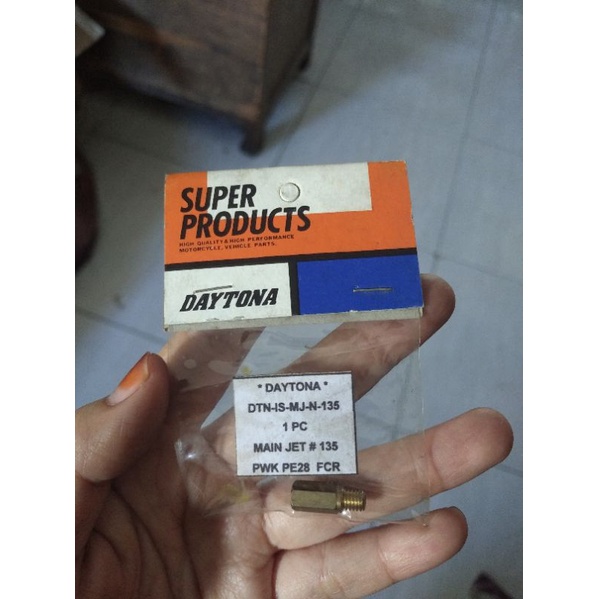 SUPER
PRODUCTS
HIGH QUALITY & HIGH PERFORMANCE
MOTORCYLLE, VEHICLE PARTS.
DAYTONA
* DAYTONA *
DTN-IS-MJ-N-135
1 PC
MAIN JET # 135
PWK PE28 FCR